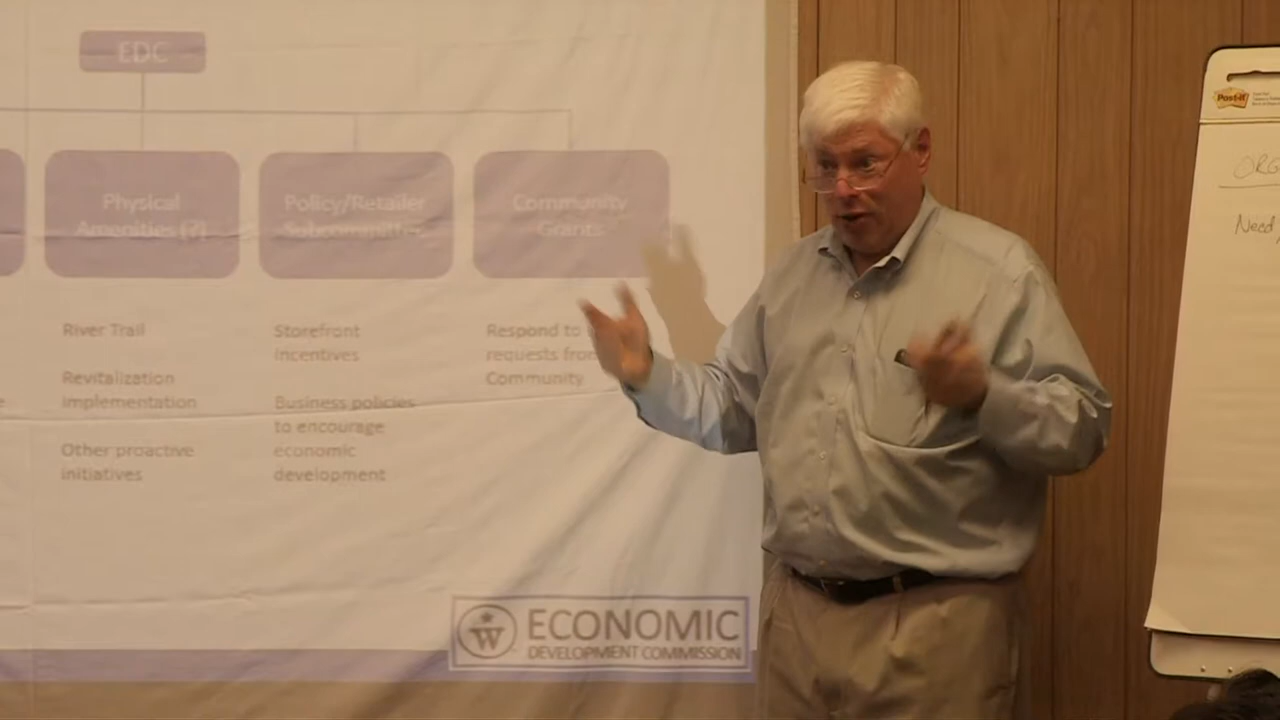 EDC
Physical
Amenities (?)
Policy/Retailer
Subcommittee
Community
Grants
River Trail
Revitalization
implementation
Other proactive
initiatives
Storefront
incentives
Business policies
to encourage
economic
development
Respond to
requests from
Community
W
ECONOMIC
DEVELOPMENT COMMISSION
Post-it
ORG
Need